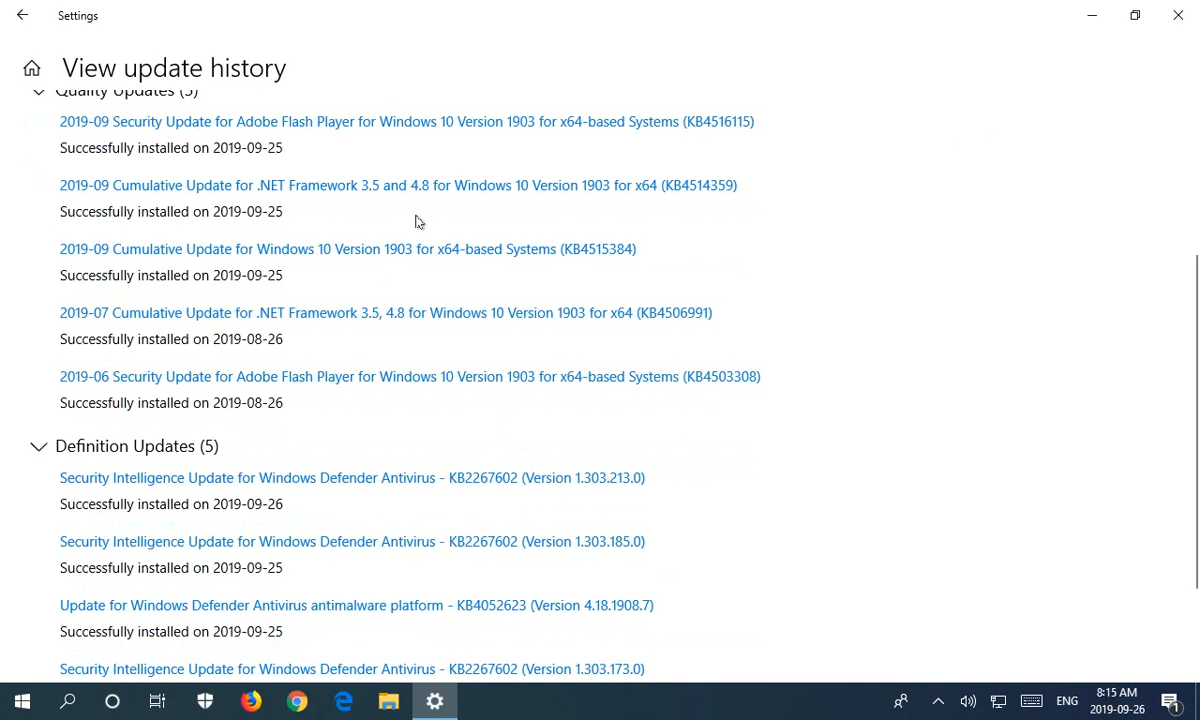 Settings
View update history
Quality Updates (5)
2019-09 Security Update for Adobe Flash Player for Windows 10 Version 1903 for x64-based Systems (KB4516115)
Successfully installed on 2019-09-25
2019-09 Cumulative Update for .NET Framework 3.5 and 4.8 for Windows 10 Version 1903 for x64 (KB4514359)
Successfully installed on 2019-09-25
2019-09 Cumulative Update for Windows 10 Version 1903 for x64-based Systems (KB4515384)
Successfully installed on 2019-09-25
2019-07 Cumulative Update for .NET Framework 3.5, 4.8 for Windows 10 Version 1903 for x64 (KB4506991)
Successfully installed on 2019-08-26
2019-06 Security Update for Adobe Flash Player for Windows 10 Version 1903 for x64-based Systems (KB4503308)
Successfully installed on 2019-08-26
Definition Updates (5)
Security Intelligence Update for Windows Defender Antivirus - KB2267602 (Version 1.303.213.0)
Successfully installed on 2019-09-26
Security Intelligence Update for Windows Defender Antivirus - KB2267602 (Version 1.303.185.0)
Successfully installed on 2019-09-25
Update for Windows Defender Antivirus antimalware platform - KB4052623 (Version 4.18.1908.7)
Successfully installed on 2019-09-25
Security Intelligence Update for Windows Defender Antivirus - KB2267602 (Version 1.303.173.0)
ENG
8:15 AM
2019-09-26
1